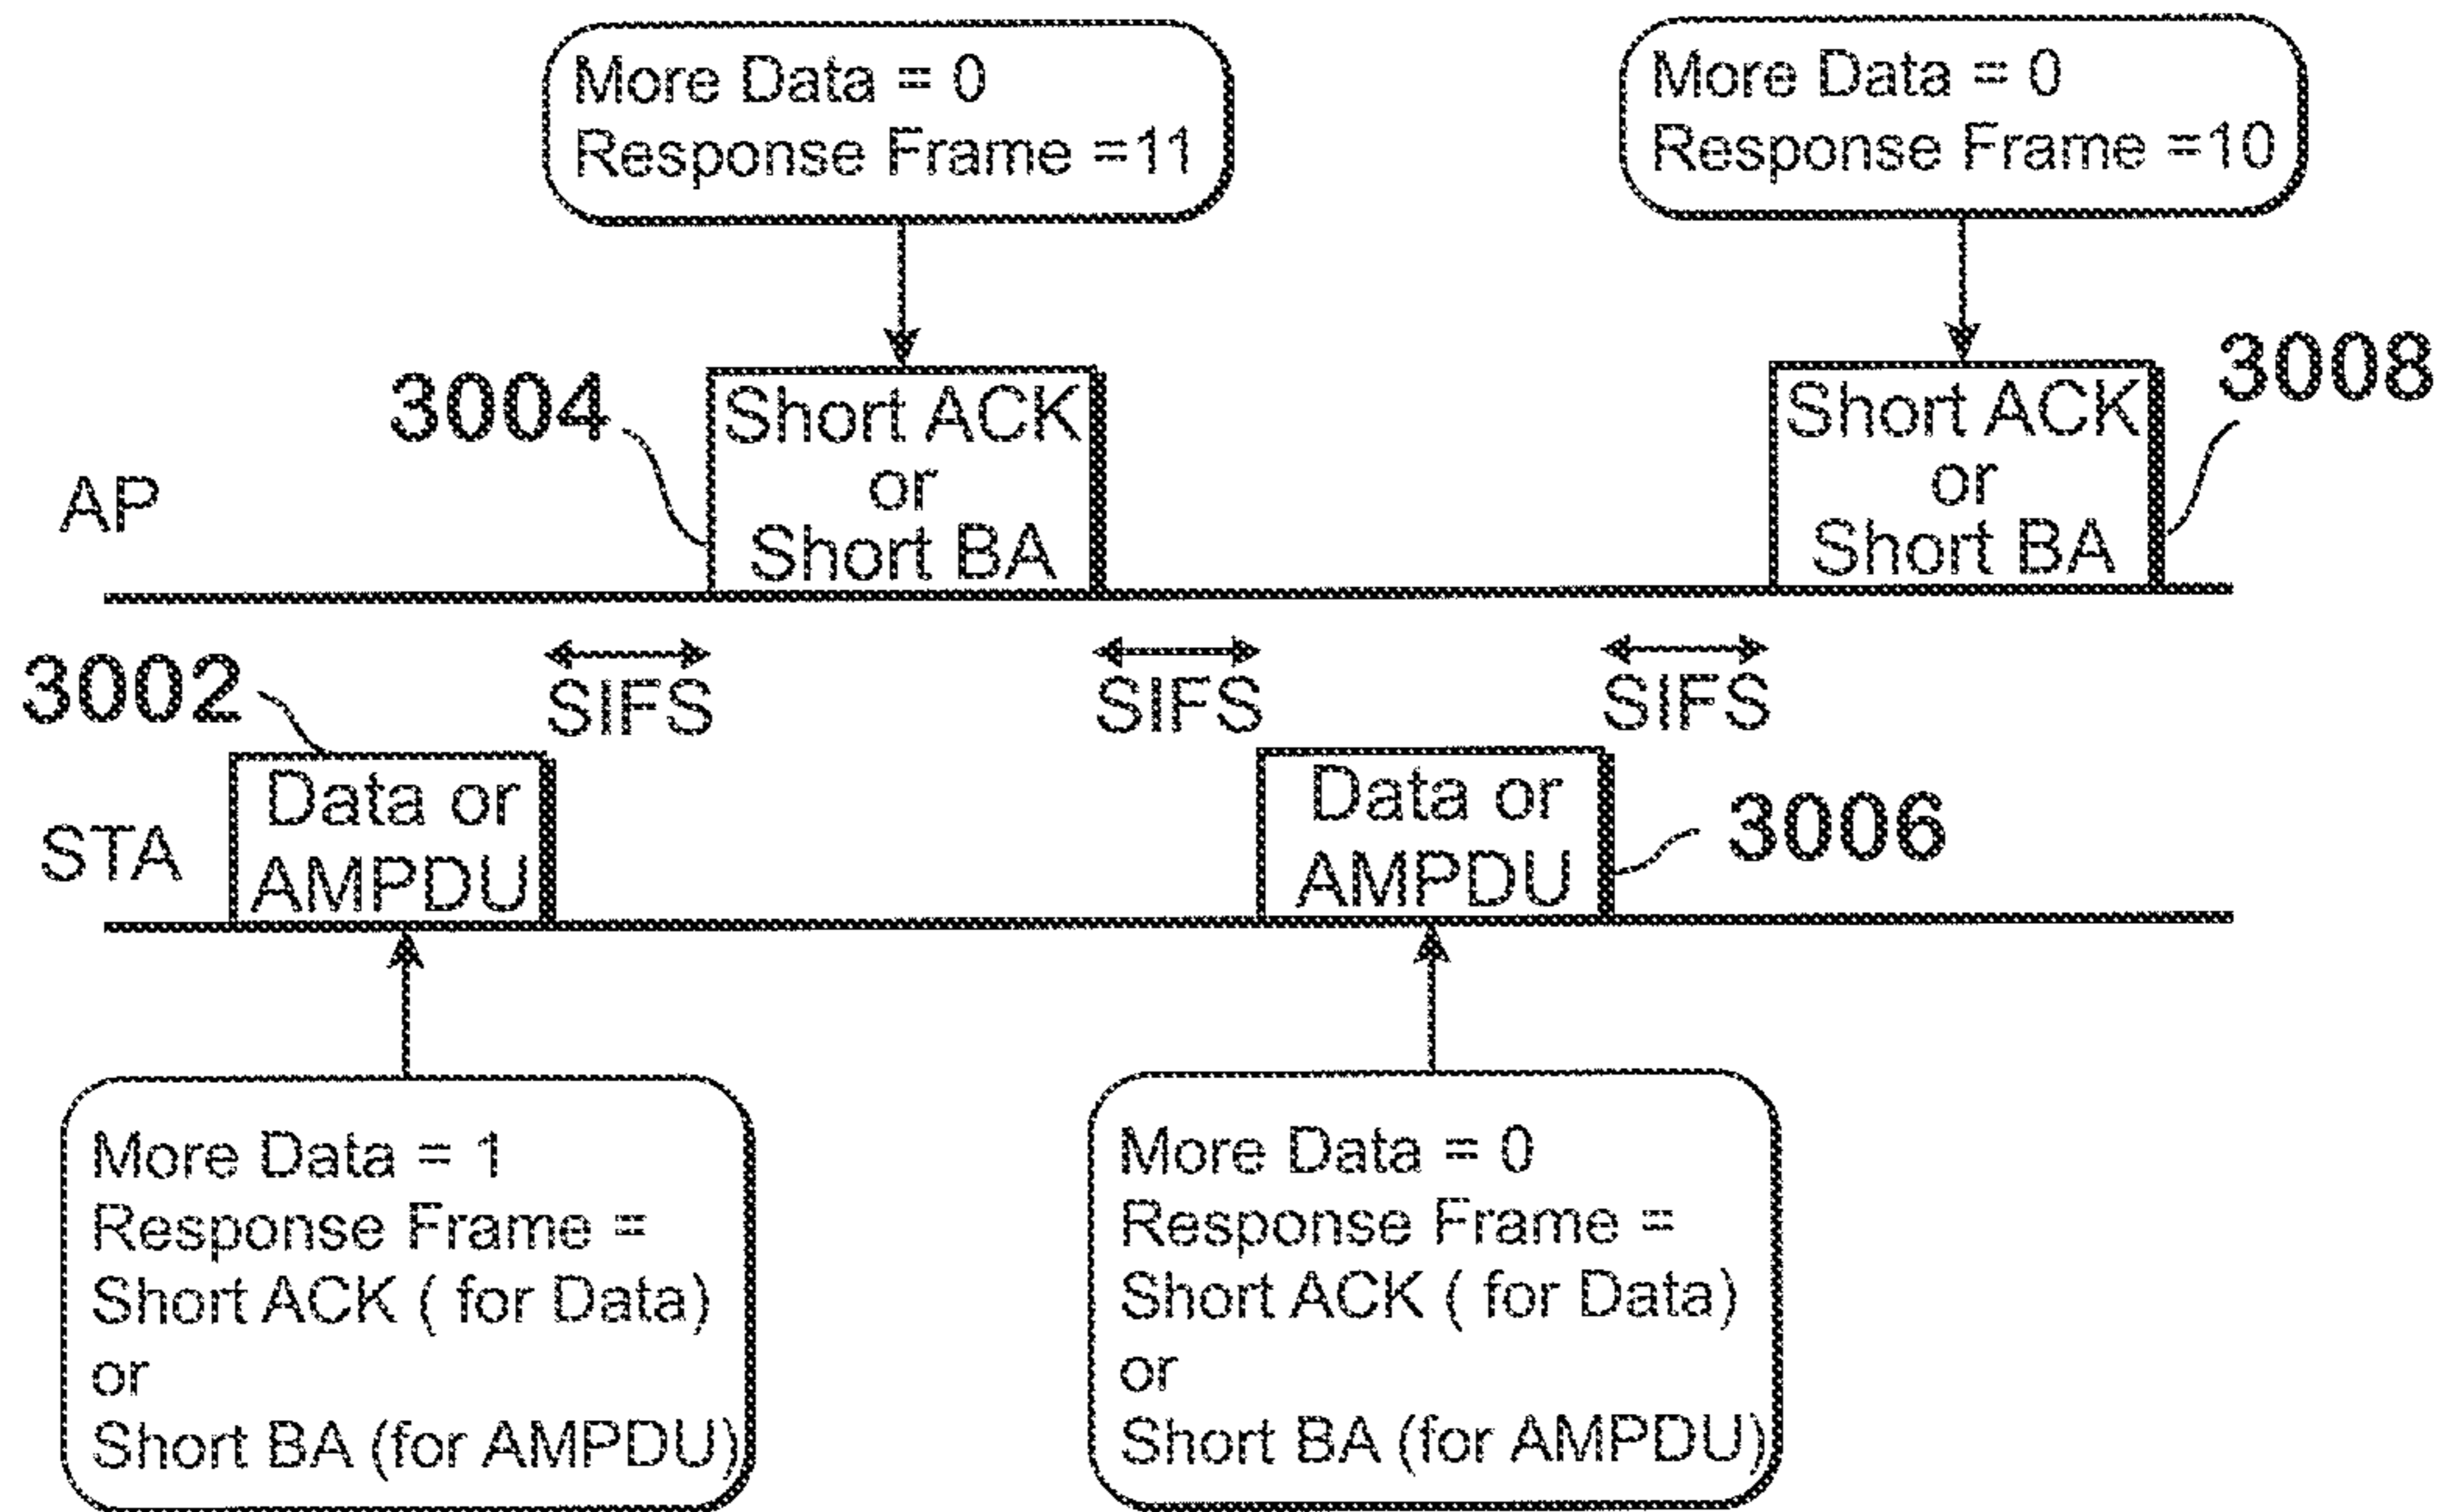 More Data = 0
Response Frame =11
More Data = 0
Response Frame =10
3004
Short ACK
or
Short BA
Short ACK
or
Short BA
3008
AP
SIFS
SIFS
SIFS
3002
Data or
AMPDU
Data or
AMPDU
3006
STA
More Data = 1
Response Frame =
Short ACK ( for Data)
or
Short BA (for AMPDU)
More Data = 0
Response Frame =
Short ACK ( for Data)
or
Short BA (for AMPDU)